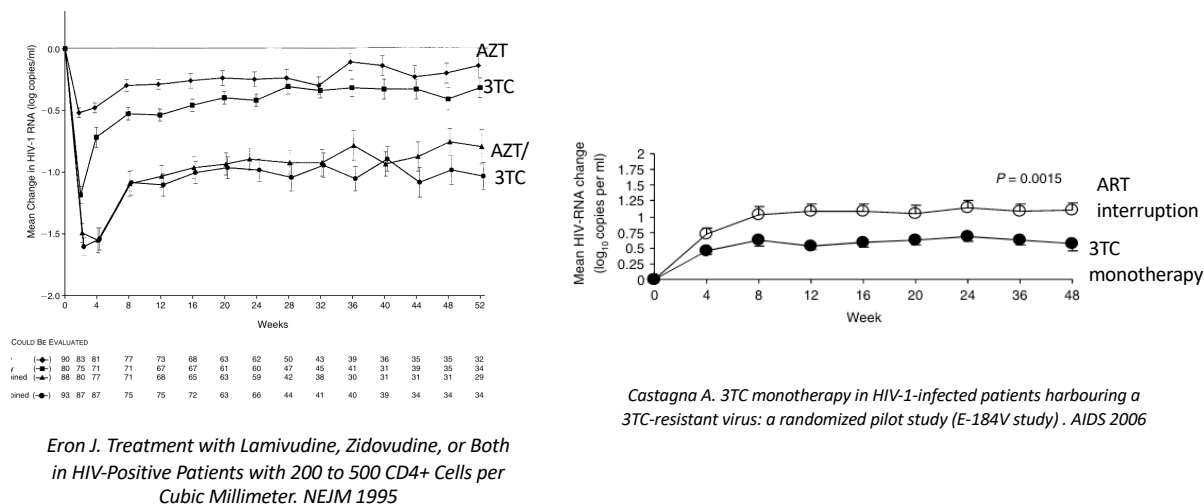 AZT
3TC
AZT/
3TC
Mean Change in HIV-1 RNA (log copies/ml)
0.0
−0.5
−1.0
−1.5
−2.0
0 4 8 12 16 20 24 28 32 36 40 44 48 52
Weeks
COULD BE EVALUATED
90 83 81 77 73 68 63 62 50 43 39 36 35 35 32
80 75 71 71 67 67 61 60 47 45 41 31 39 35 34
ined 88 80 77 71 68 65 63 59 42 38 30 31 31 31 29
bined 93 87 87 75 75 72 63 66 44 41 40 39 34 34 34
Eron J. Treatment with Lamivudine, Zidovudine, or Both
in HIV-Positive Patients with 200 to 500 CD4+ Cells per
Cubic Millimeter. NEJM 1995
Mean HIV-RNA change
(log10 copies per ml)
2
1.75
1.5
1.25
1
0.75
0.5
0.25
0
P = 0.0015
0 4 8 12 16 20 24 36 48
Week
ART
interruption
3TC
monotherapy
Castagna A. 3TC monotherapy in HIV-1-infected patients harbouring a
3TC-resistant virus: a randomized pilot study (E-184V study) . AIDS 2006